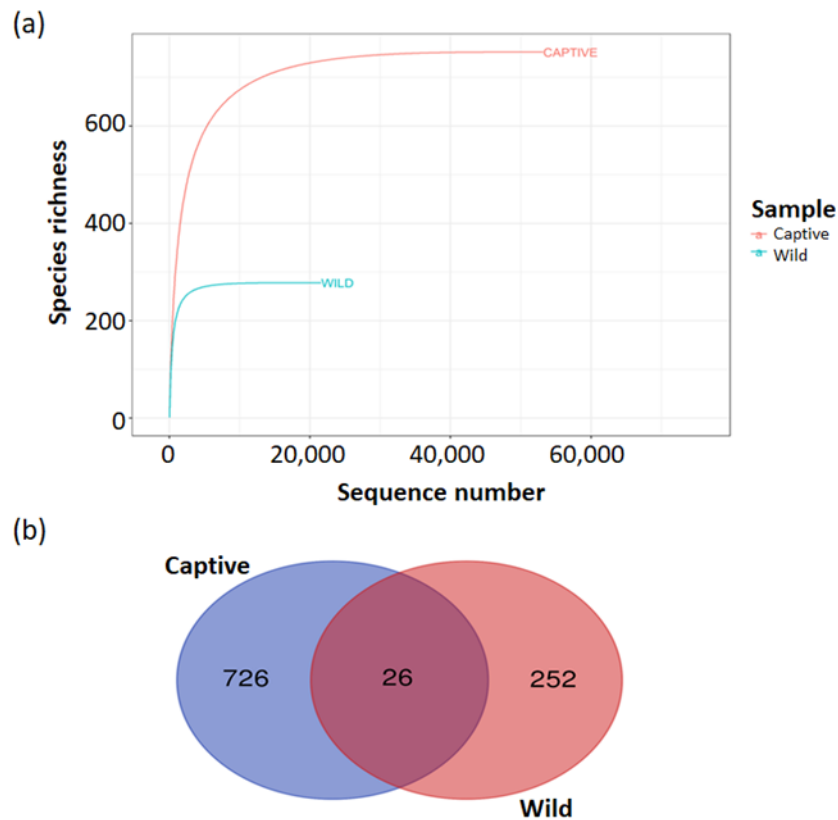 (a)
CAPTIVE
600
400
WILD
200
0
Species richness
0 20,000 40,000 60,000
Sequence number
Sample
a Captive
a Wild
(b)
Captive
726 26 252
Wild